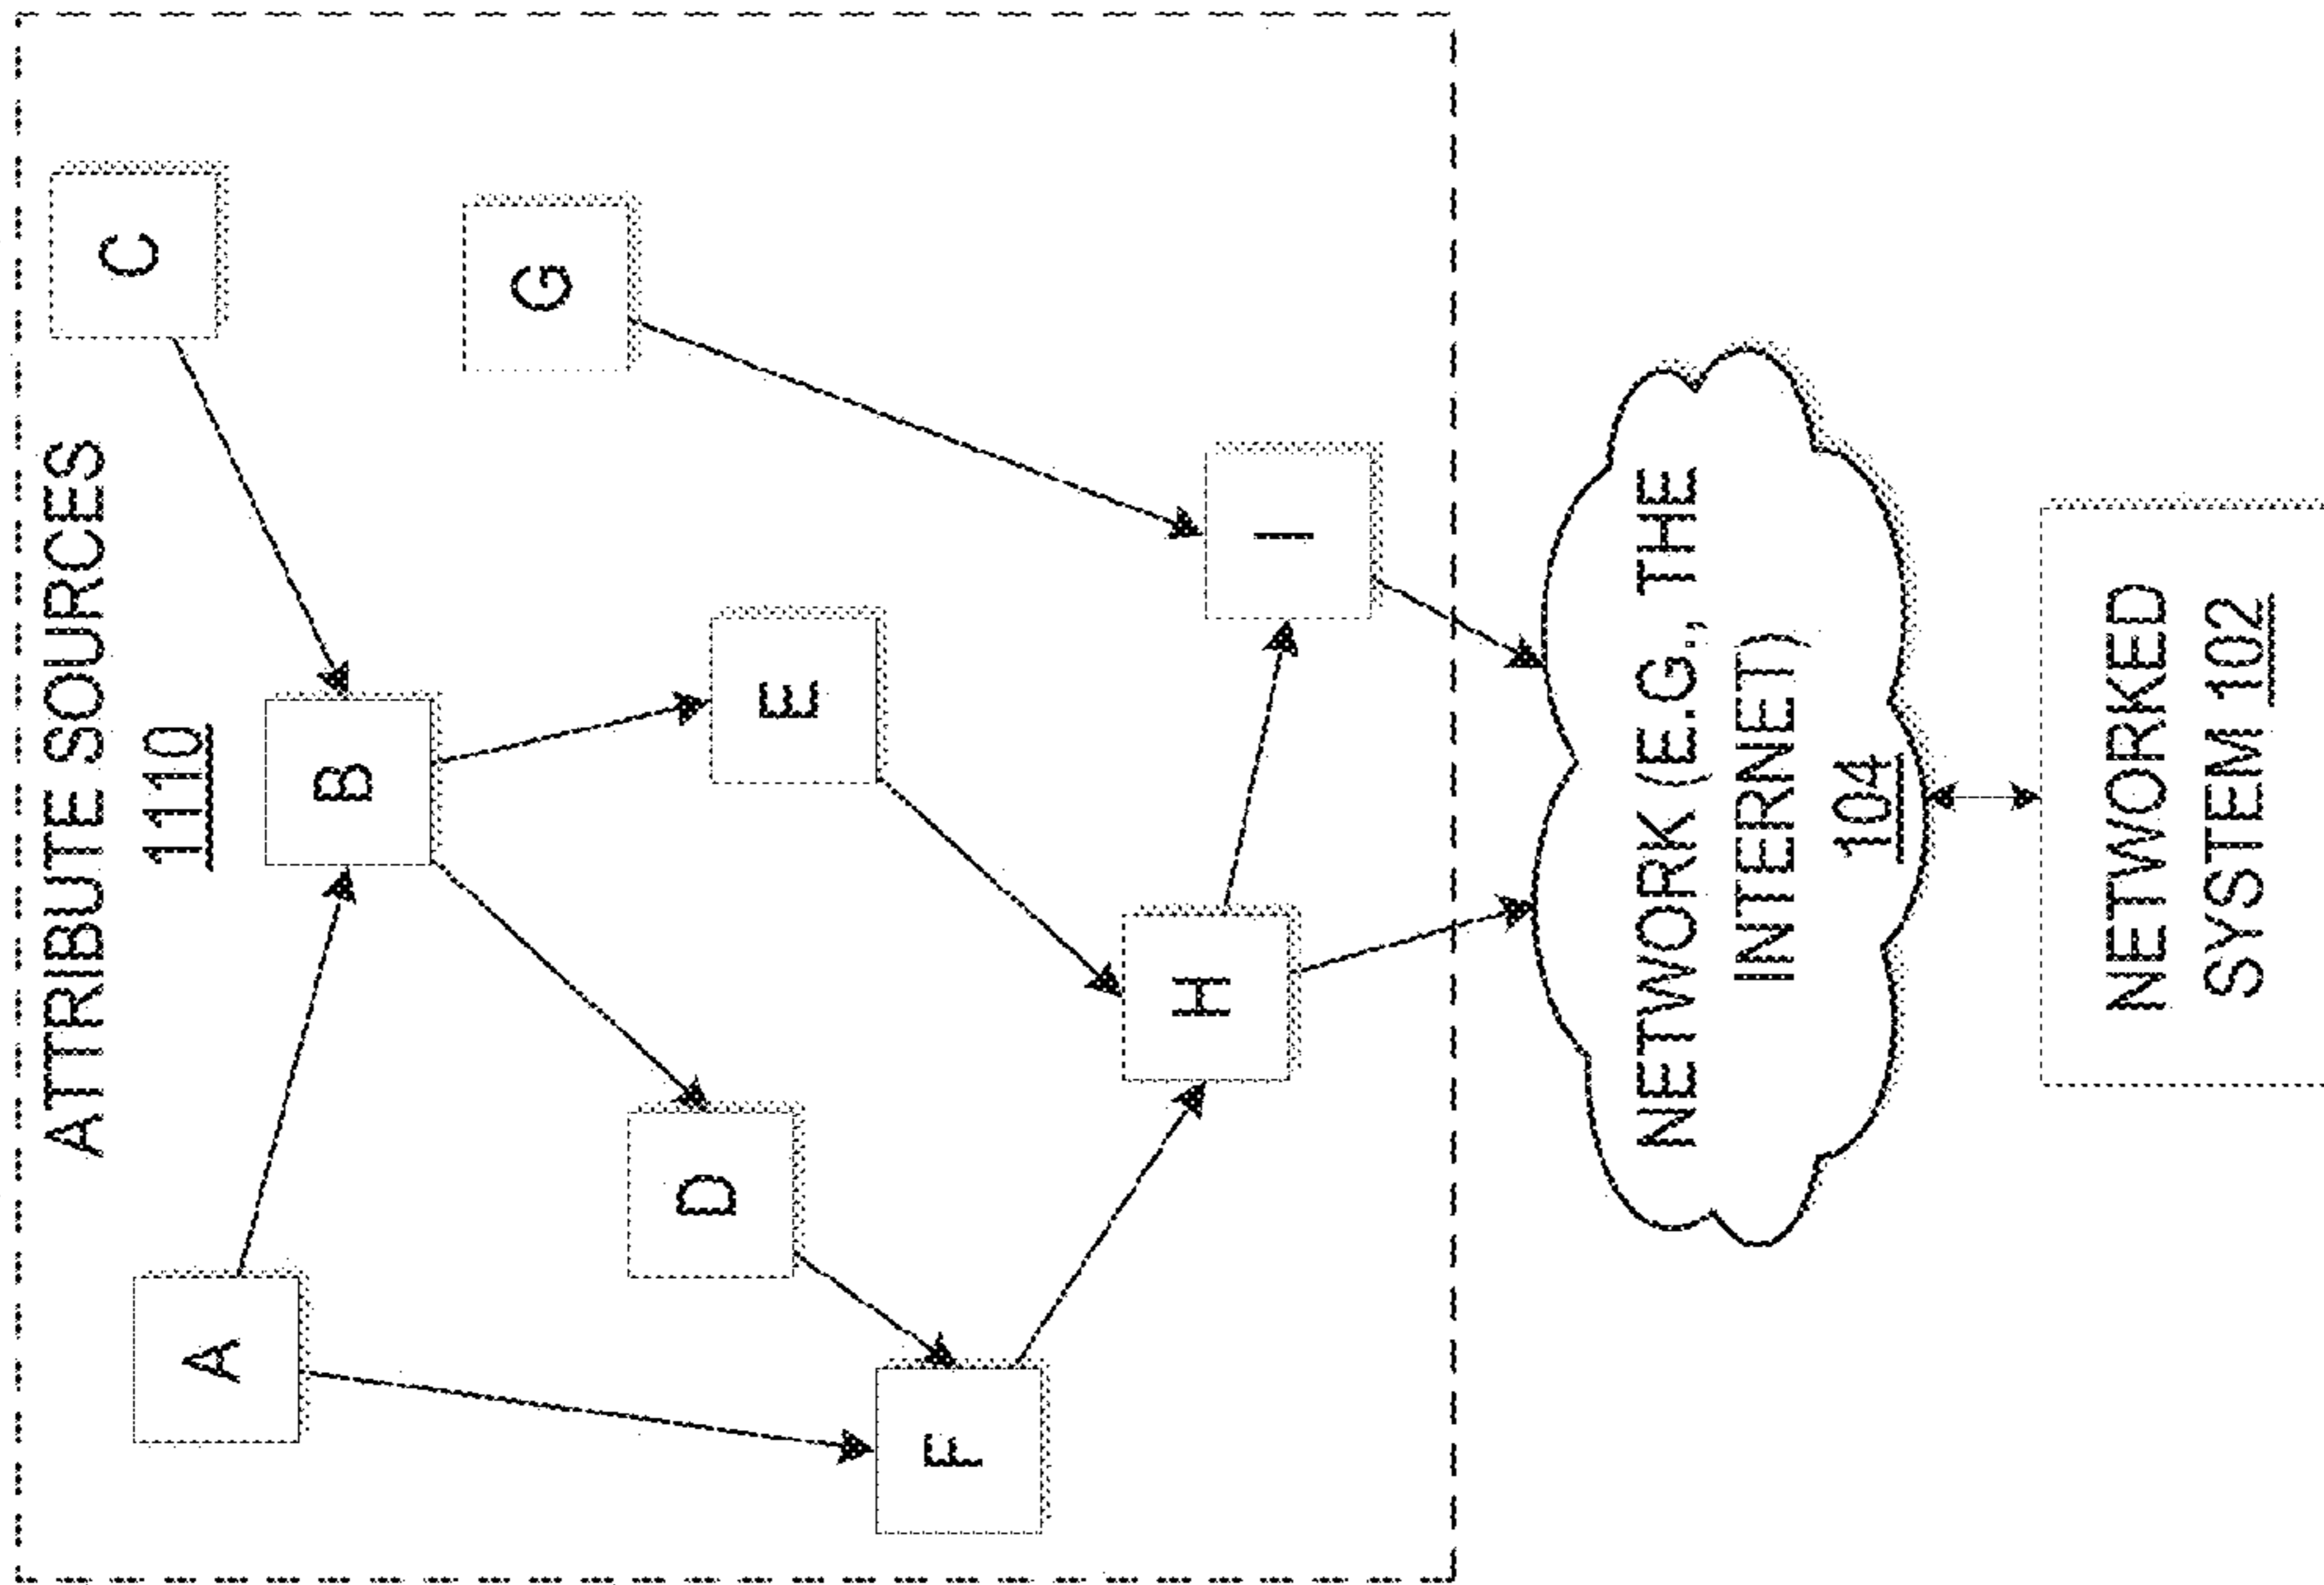 ATTRIBUTE SOURCES
1110
A
B
C
D
E
F
G
H
I
NETWORK (E.G., THE
INTERNET)
104
NETWORKED
SYSTEM 102